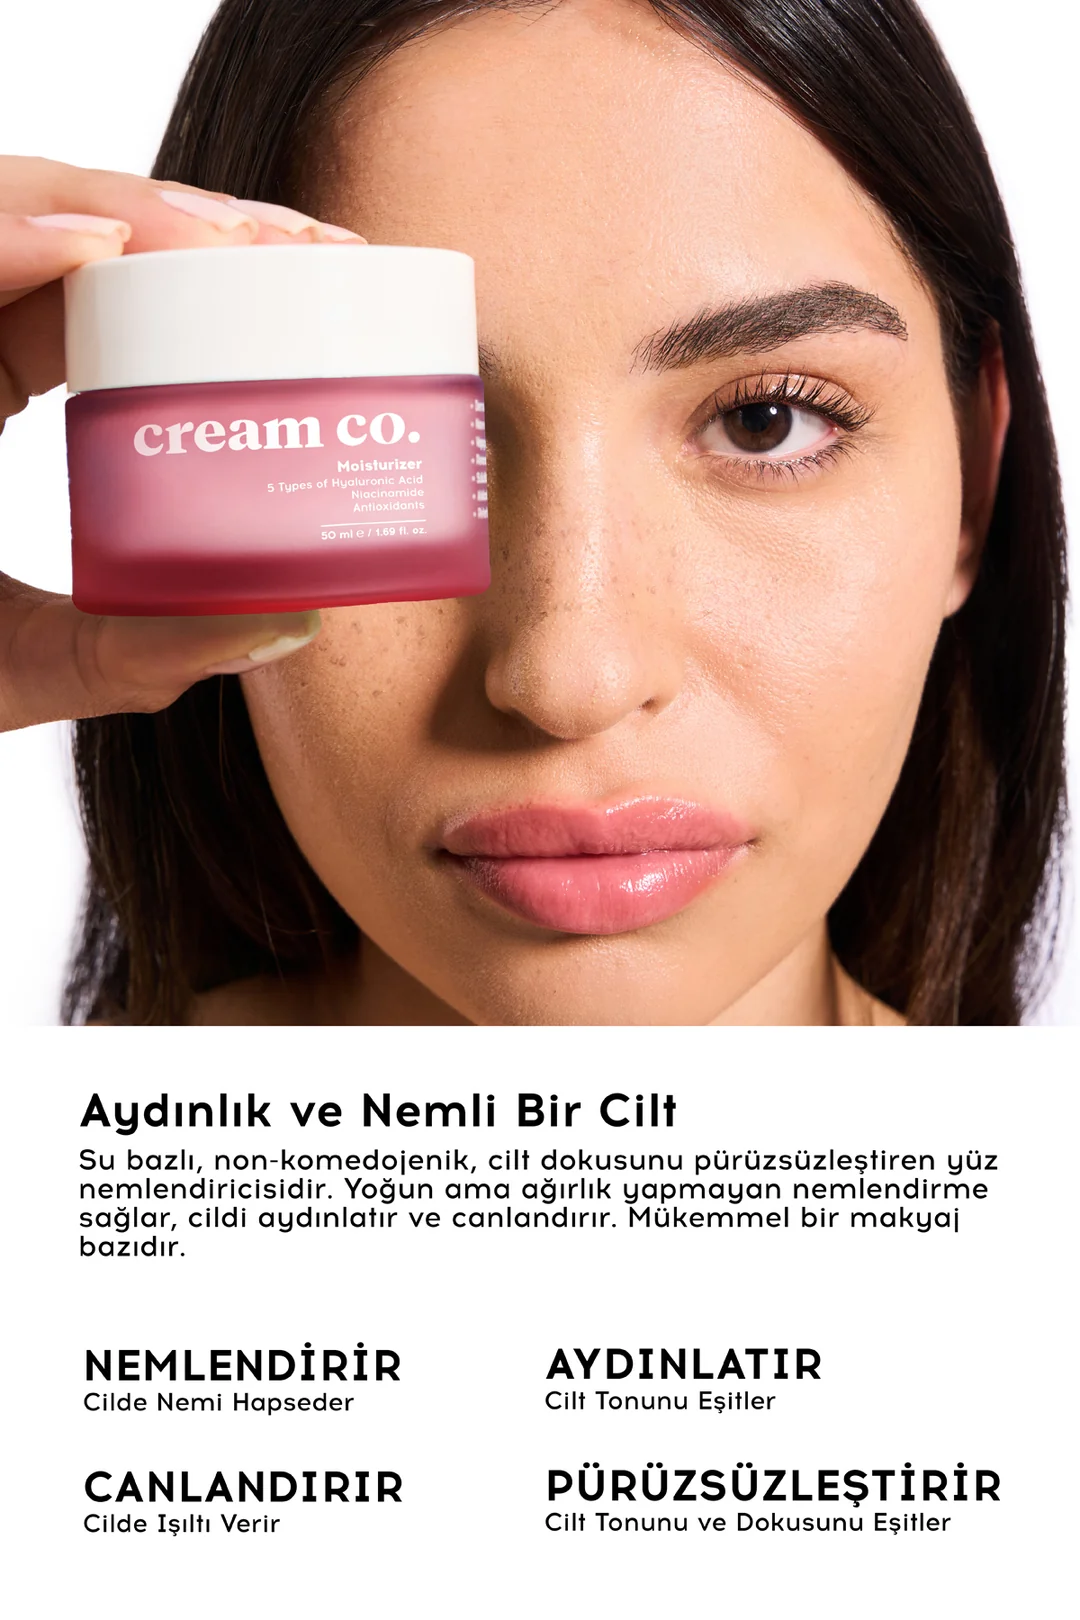 cream co.
Moisturizer
5 Types of Hyaluronic Acid
Niacinamide
Antioxidants
50 ml e / 1.69 fl. oz.
Aydınlık ve Nemli Bir Cilt
Su bazlı, non-komedojenik, cilt dokusunu pürüzsüzleştiren yüz
nemlendiricisidir. Yoğun ama ağırlık yapmayan nemlendirme
sağlar, cildi aydınlatır ve canlandırır. Mükemmel bir makyaj
bazıdır.
NEMLENDİRİR
Cilde Nemi Hapseder
AYDINLATIR
Cilt Tonunu Eşitler
CANLANDIRIR
Cilde Işıltı Verir
PÜRÜZSÜZLEŞTİRİR
Cilt Tonunu ve Dokusunu Eşitler